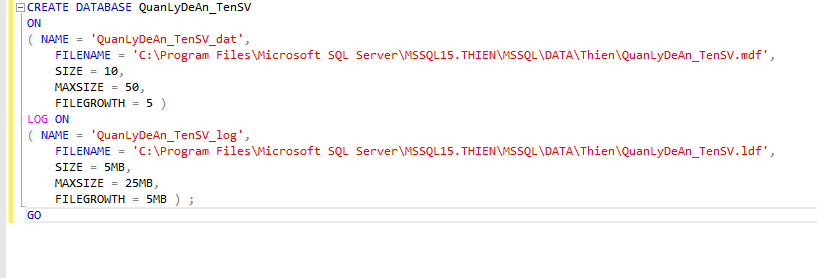 CREATE DATABASE QuanLyDeAn_TenSV
ON
( NAME = 'QuanLyDeAn_TenSV_dat',
    FILENAME = 'C:\Program Files\Microsoft SQL Server\MSSQL15.THIEN\MSSQL\DATA\Thien\QuanLyDeAn_TenSV.mdf',
    SIZE = 10,
    MAXSIZE = 50,
    FILEGROWTH = 5 )
LOG ON
( NAME = 'QuanLyDeAn_TenSV_log',
    FILENAME = 'C:\Program Files\Microsoft SQL Server\MSSQL15.THIEN\MSSQL\DATA\Thien\QuanLyDeAn_TenSV.ldf',
    SIZE = 5MB,
    MAXSIZE = 25MB,
    FILEGROWTH = 5MB ) ;
GO